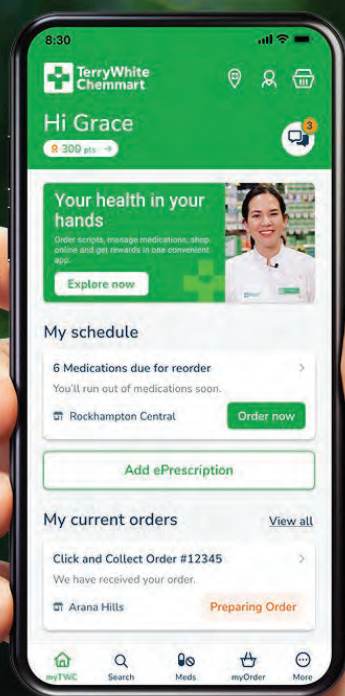 8:30
TerryWhite
Chemmart
Hi Grace
300 pts →
3
Your health in your
hands
Order scripts, manage medications, shop
online and get rewards in one convenient
app.
Explore now
My schedule
6 Medications due for reorder
You'll run out of medications soon.
Rockhampton Central
Order now
Add ePrescription
My current orders
View all
Click and Collect Order #12345
We have received your order.
Arana Hills
Preparing Order
myTWC
Search
Meds
myOrder
More